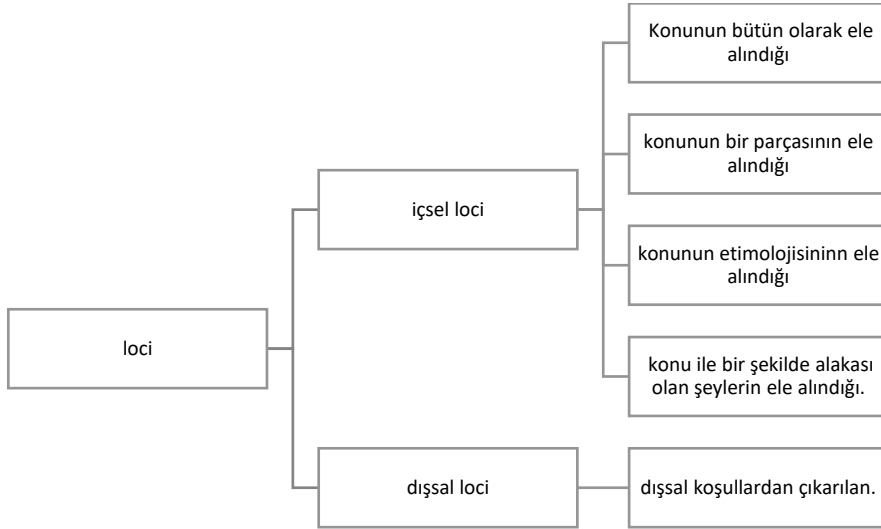 loci
içsel loci
Konunun bütün olarak ele
alındığı
konunun bir parçasının ele
alındığı
konunun etimolojisininn ele
alındığı
konu ile bir şekilde alakası
olan şeylerin ele alındığı.
dışsal loci
dışsal koşullardan çıkarılan.